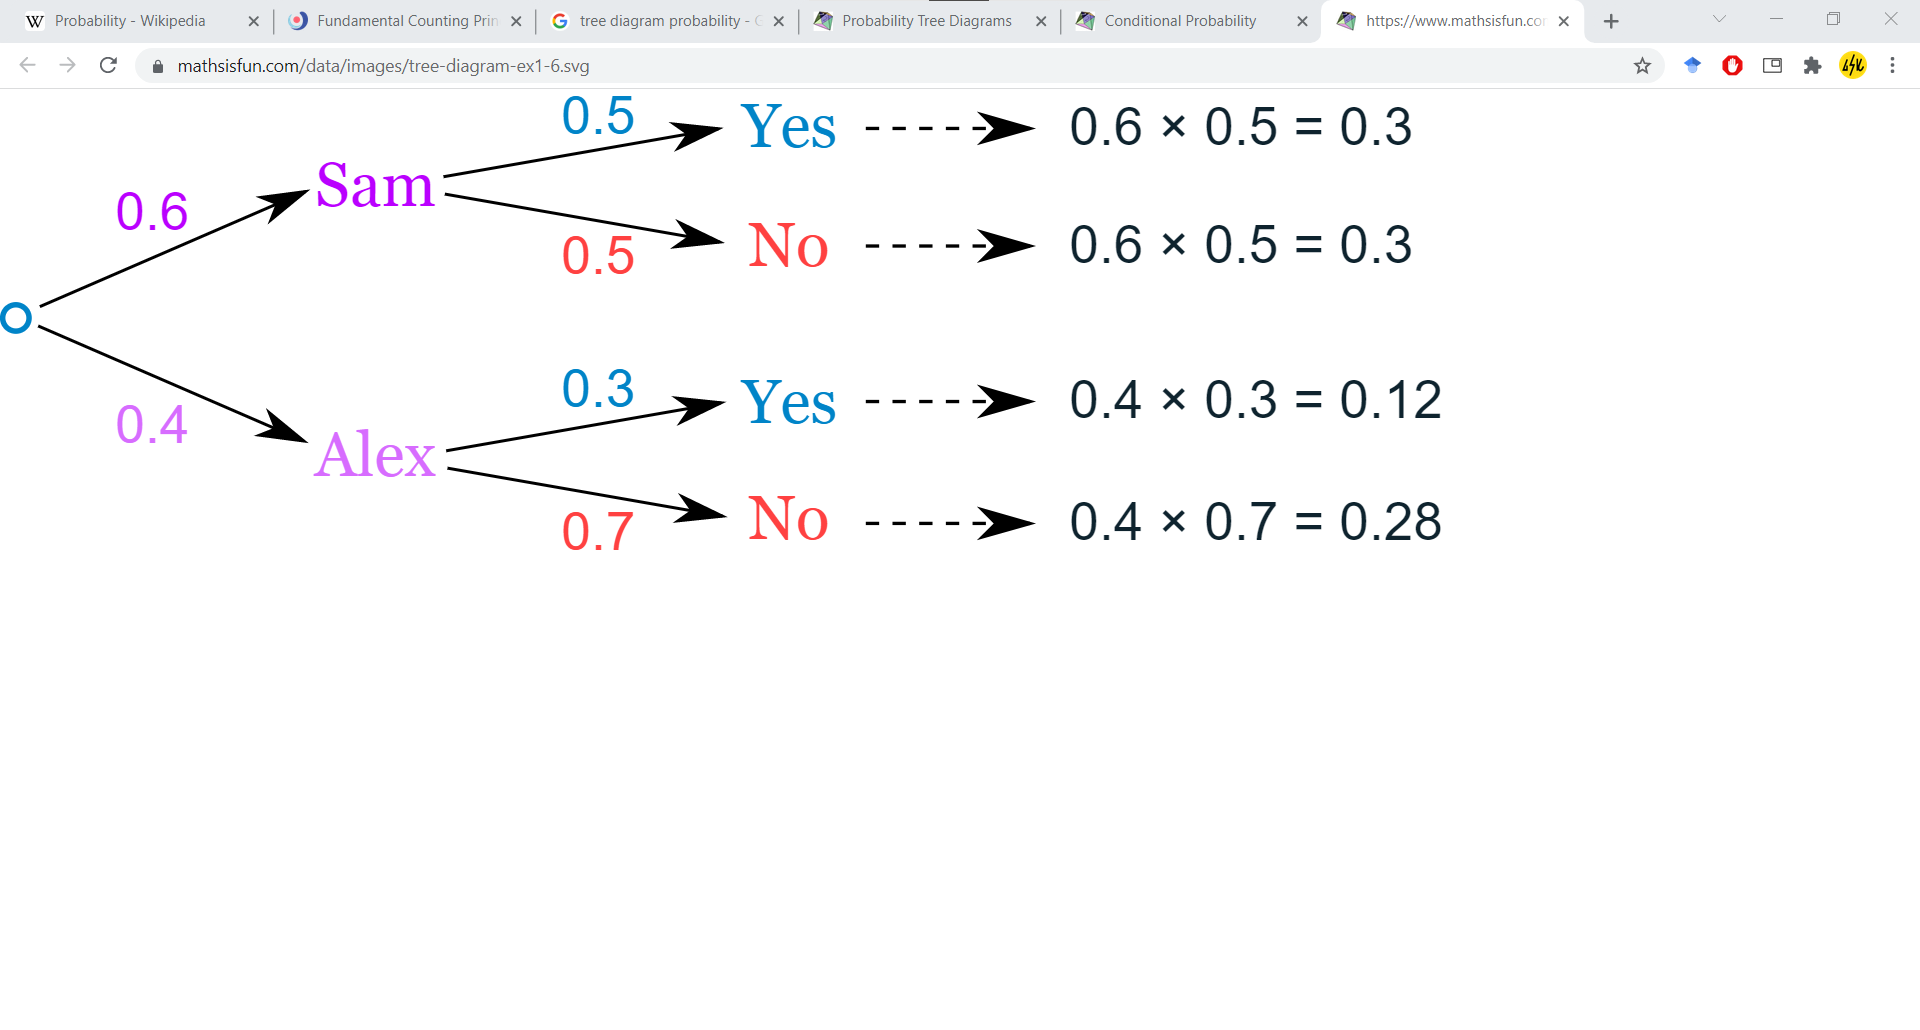 Probability - Wikipedia
Fundamental Counting Prin
tree diagram probability - G
Probability Tree Diagrams
Conditional Probability
https://www.mathsisfun.co
mathsisfun.com/data/images/tree-diagram-ex1-6.svg
0.5
Yes
0.6 × 0.5 = 0.3
0.6
Sam
0.5
No
0.6 × 0.5 = 0.3
0.4
Alex
0.3
Yes
0.4 × 0.3 = 0.12
0.7
No
0.4 × 0.7 = 0.28